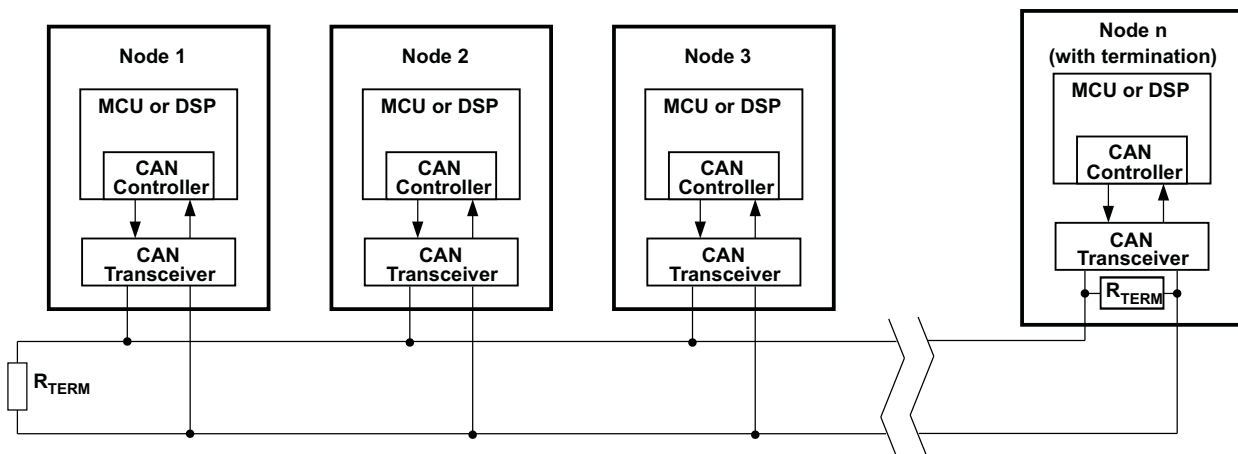 Node 1
MCU or DSP
CAN
Controller
CAN
Transceiver
Node 2
MCU or DSP
CAN
Controller
CAN
Transceiver
Node 3
MCU or DSP
CAN
Controller
CAN
Transceiver
Node n
(with termination)
MCU or DSP
CAN
Controller
CAN
Transceiver
RTERM
RTERM